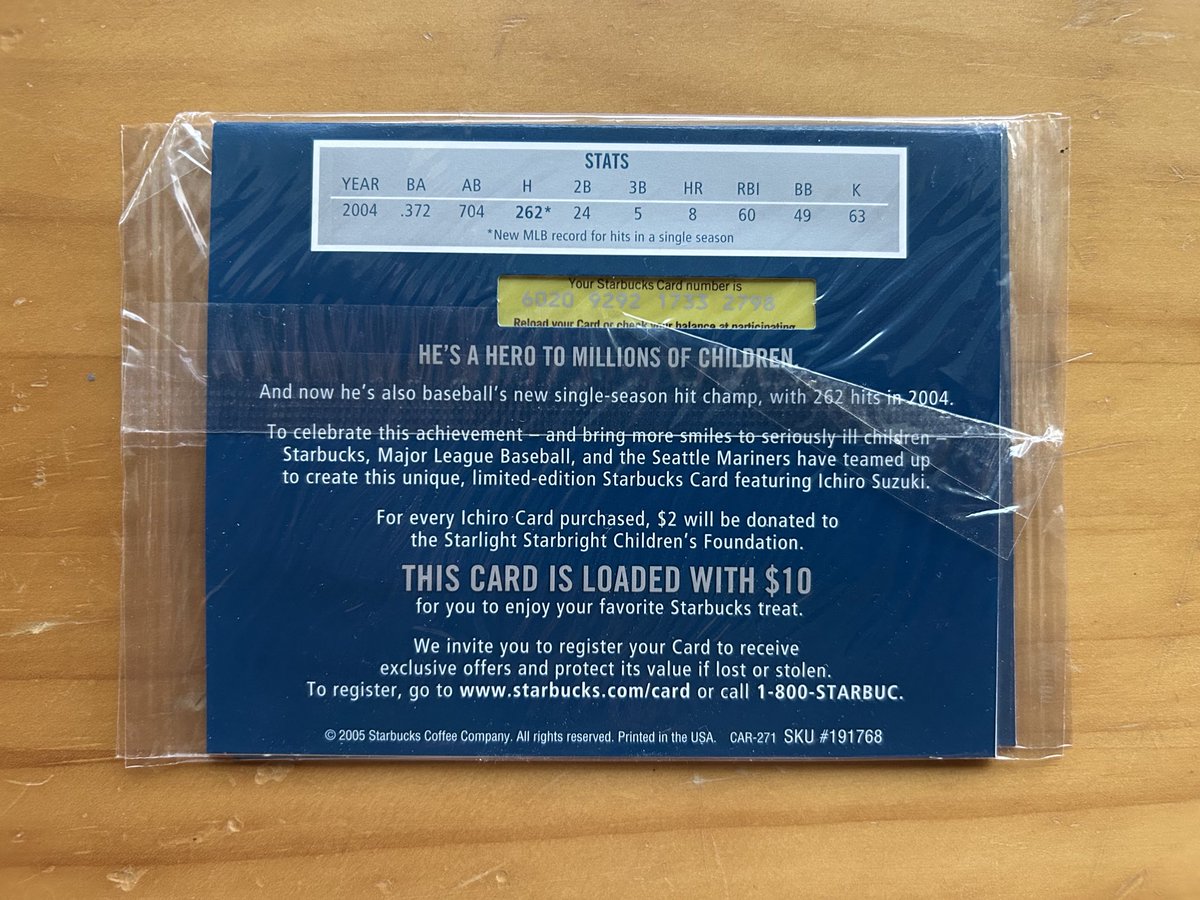 STATS
YEAR BA AB H 2B 3B HR RBI BB K
2004 .372 704 262* 24 5 8 60 49 63
*New MLB record for hits in a single season
Your Starbucks Card number is
6020 9292 1733 2798
Reload your Card or check your balance at participating
HE'S A HERO TO MILLIONS OF CHILDREN.
And now he's also baseball's new single-season hit champ, with 262 hits in 2004.
To celebrate this achievement – and bring more smiles to seriously ill children –
Starbucks, Major League Baseball, and the Seattle Mariners have teamed up
to create this unique, limited-edition Starbucks Card featuring Ichiro Suzuki.
For every Ichiro Card purchased, $2 will be donated to
the Starlight Starbright Children's Foundation.
THIS CARD IS LOADED WITH $10
for you to enjoy your favorite Starbucks treat.
We invite you to register your Card to receive
exclusive offers and protect its value if lost or stolen.
To register, go to www.starbucks.com/card or call 1-800-STARBUC.
© 2005 Starbucks Coffee Company. All rights reserved. Printed in the USA. CAR-271 SKU #191768